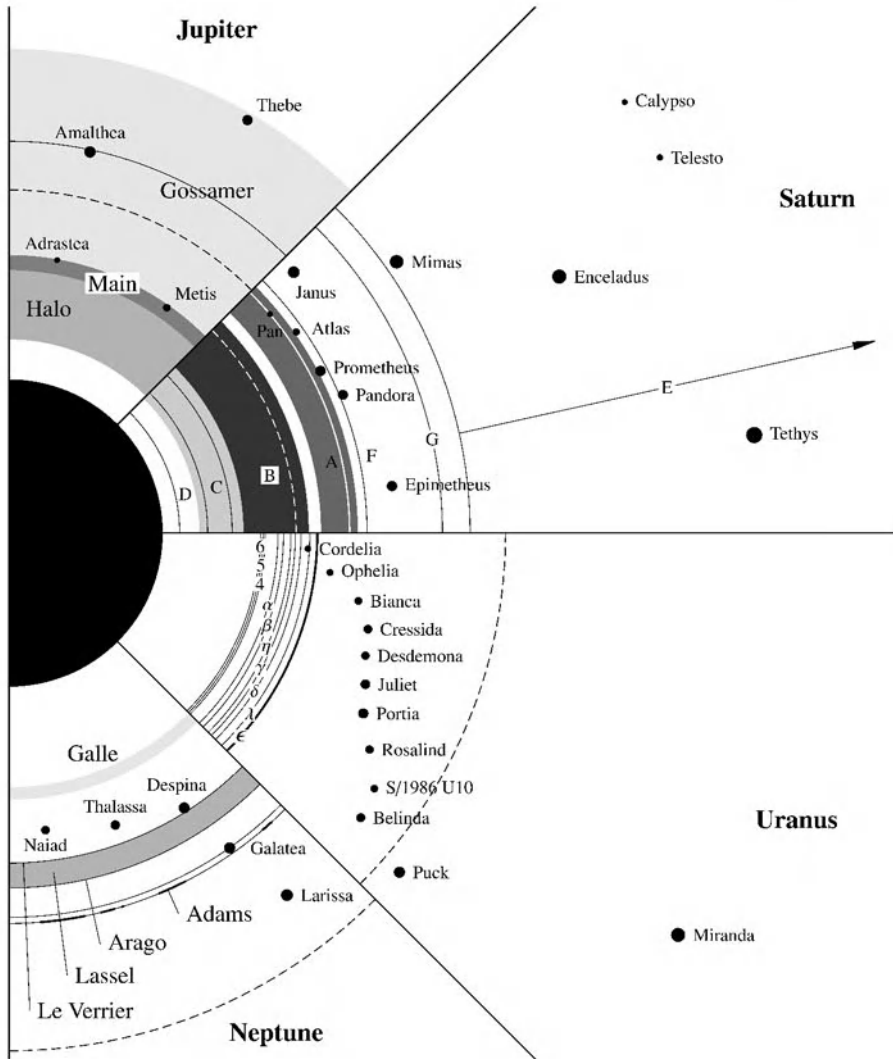 Jupiter
Thebe
Amalthea
Gossamer
Adrastea
Main
Metis
Halo
Calypso
Telesto
Saturn
Mimas
Enceladus
Janus
Pan
Atlas
Prometheus
Pandora
E
Tethys
G
F
A
B
C
D
Epimetheus
6
5
4
α
β
η
γ
δ
λ
ϵ
Cordelia
Ophelia
Bianca
Cressida
Desdemona
Juliet
Portia
Rosalind
S/1986 U10
Belinda
Puck
Uranus
Miranda
Galle
Despina
Thalassa
Naiad
Galatea
Larissa
Adams
Arago
Lassel
Le Verrier
Neptune